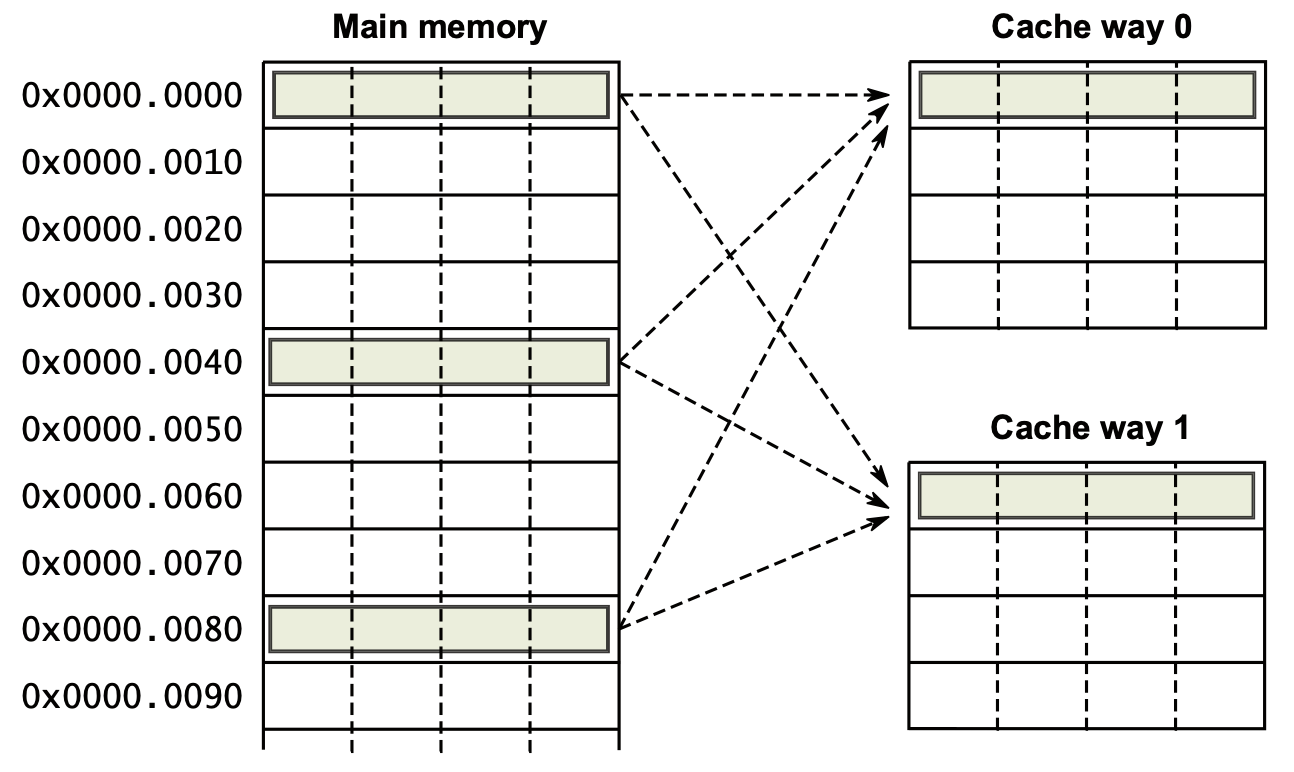 Main memory
0x0000.0000
0x0000.0010
0x0000.0020
0x0000.0030
0x0000.0040
0x0000.0050
0x0000.0060
0x0000.0070
0x0000.0080
0x0000.0090
Cache way 0
Cache way 1